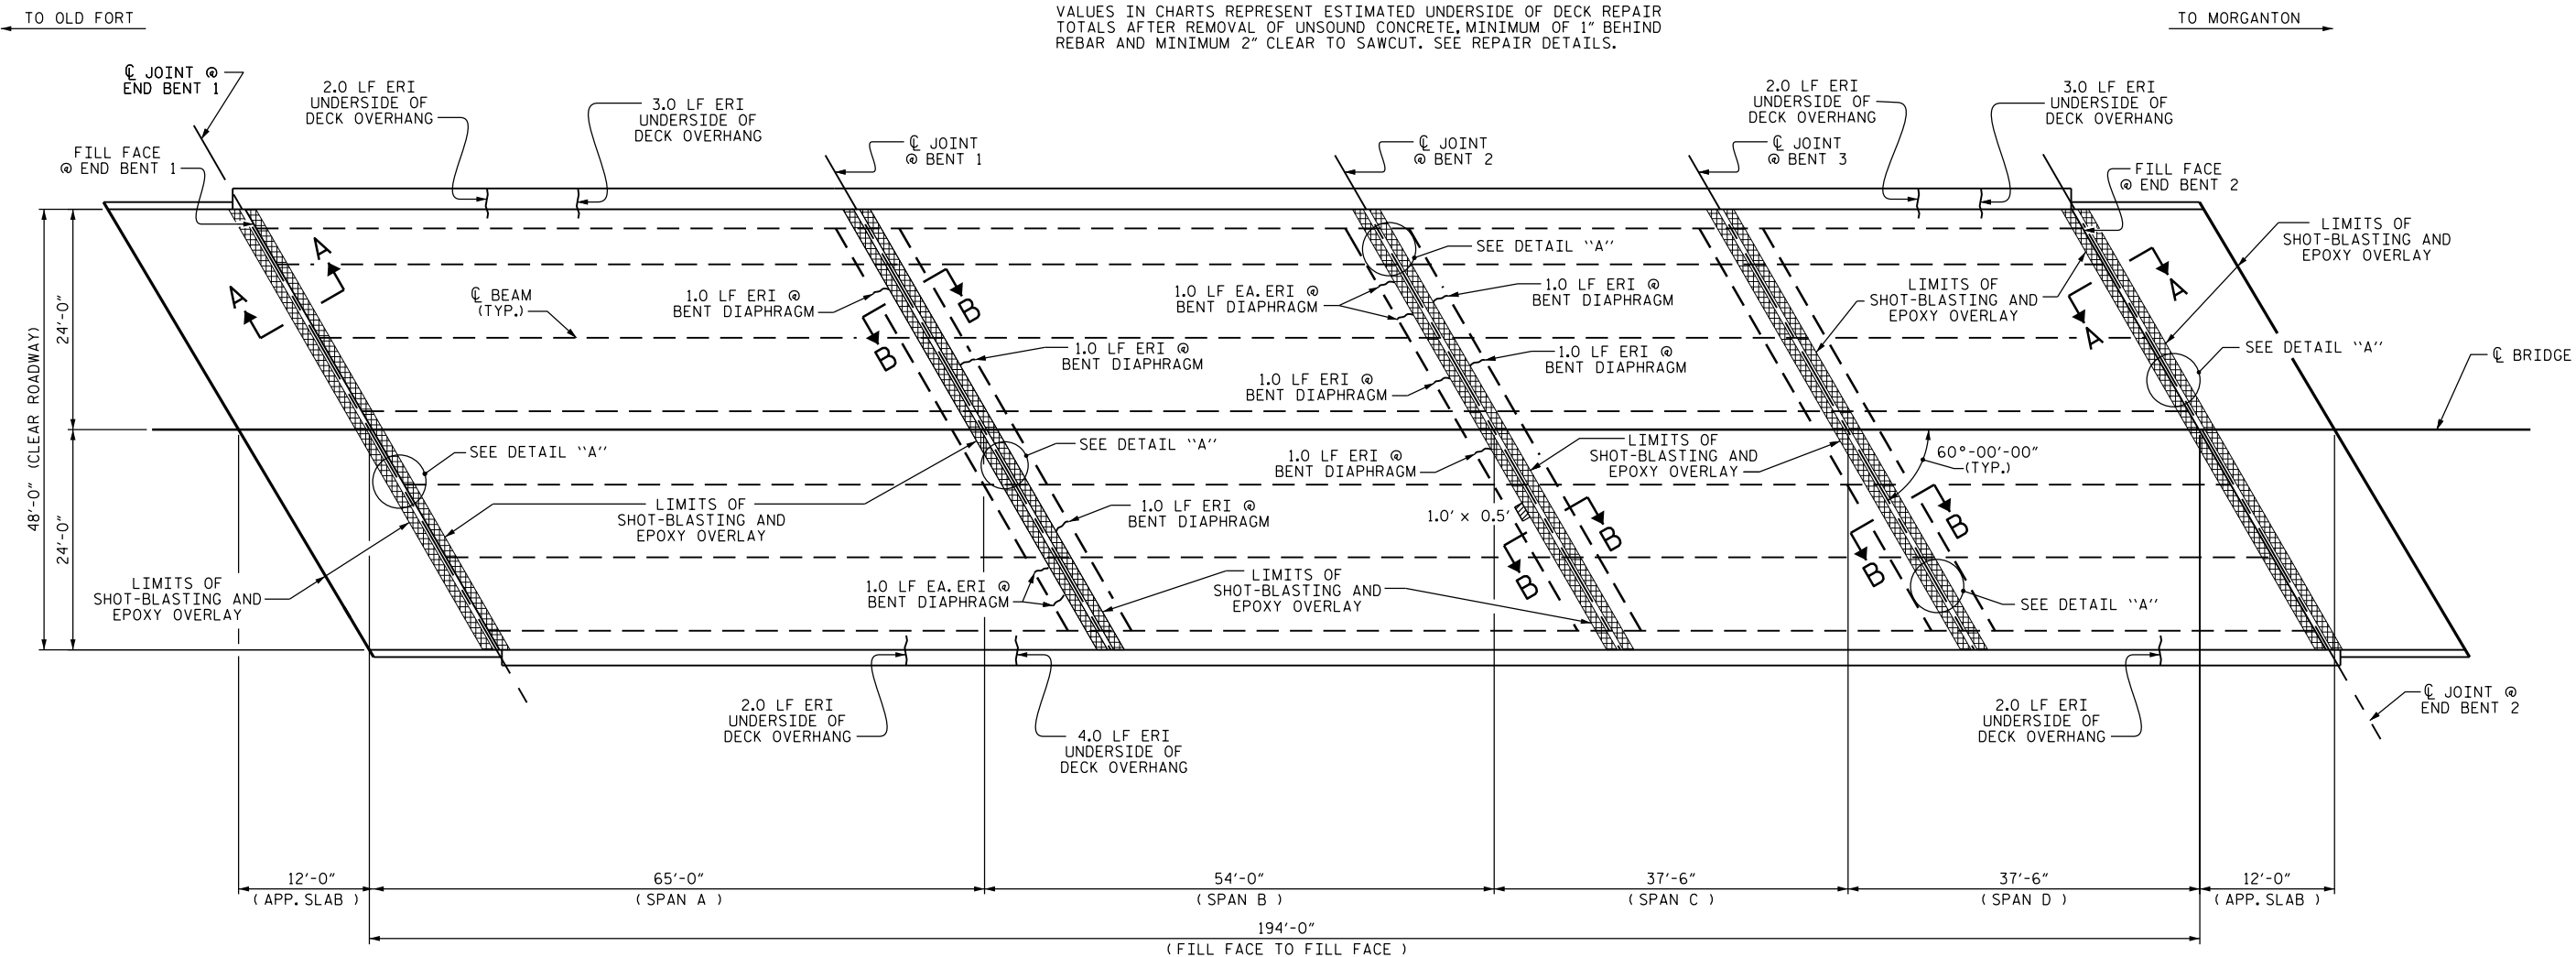 TO OLD FORT
VALUES IN CHARTS REPRESENT ESTIMATED UNDERSIDE OF DECK REPAIR
TOTALS AFTER REMOVAL OF UNSOUND CONCRETE, MINIMUM OF 1" BEHIND
REBAR AND MINIMUM 2" CLEAR TO SAWCUT. SEE REPAIR DETAILS.
TO MORGANTON
℄ JOINT @
END BENT 1
2.0 LF ERI
UNDERSIDE OF
DECK OVERHANG
3.0 LF ERI
UNDERSIDE OF
DECK OVERHANG
2.0 LF ERI
UNDERSIDE OF
DECK OVERHANG
3.0 LF ERI
UNDERSIDE OF
DECK OVERHANG
FILL FACE
@ END BENT 1
℄ JOINT
@ BENT 1
℄ JOINT
@ BENT 2
℄ JOINT
@ BENT 3
FILL FACE
@ END BENT 2
LIMITS OF
SHOT-BLASTING AND
EPOXY OVERLAY
A
A
℄ BEAM
(TYP.)
1.0 LF ERI @
BENT DIAPHRAGM
B
B
SEE DETAIL ``A''
1.0 LF EA. ERI @
BENT DIAPHRAGM
1.0 LF ERI @
BENT DIAPHRAGM
LIMITS OF
SHOT-BLASTING AND
EPOXY OVERLAY
A
A
1.0 LF ERI @
BENT DIAPHRAGM
1.0 LF ERI @
BENT DIAPHRAGM
1.0 LF ERI @
BENT DIAPHRAGM
SEE DETAIL ``A''
℄ BRIDGE
48'-0" (CLEAR ROADWAY)
24'-0"
24'-0"
SEE DETAIL ``A''
SEE DETAIL ``A''
1.0 LF ERI @
BENT DIAPHRAGM
LIMITS OF
SHOT-BLASTING AND
EPOXY OVERLAY
60°-00'-00"
(TYP.)
LIMITS OF
SHOT-BLASTING AND
EPOXY OVERLAY
1.0 LF ERI @
BENT DIAPHRAGM
1.0' x 0.5'
B
B
B
B
LIMITS OF
SHOT-BLASTING AND
EPOXY OVERLAY
1.0 LF EA. ERI @
BENT DIAPHRAGM
LIMITS OF
SHOT-BLASTING AND
EPOXY OVERLAY
SEE DETAIL ``A''
2.0 LF ERI
UNDERSIDE OF
DECK OVERHANG
4.0 LF ERI
UNDERSIDE OF
DECK OVERHANG
2.0 LF ERI
UNDERSIDE OF
DECK OVERHANG
℄ JOINT @
END BENT 2
12'-0"
(APP. SLAB )
65'-0"
( SPAN A )
54'-0"
( SPAN B )
37'-6"
( SPAN C )
37'-6"
( SPAN D )
12'-0"
(APP. SLAB )
194'-0"
( FILL FACE TO FILL FACE )